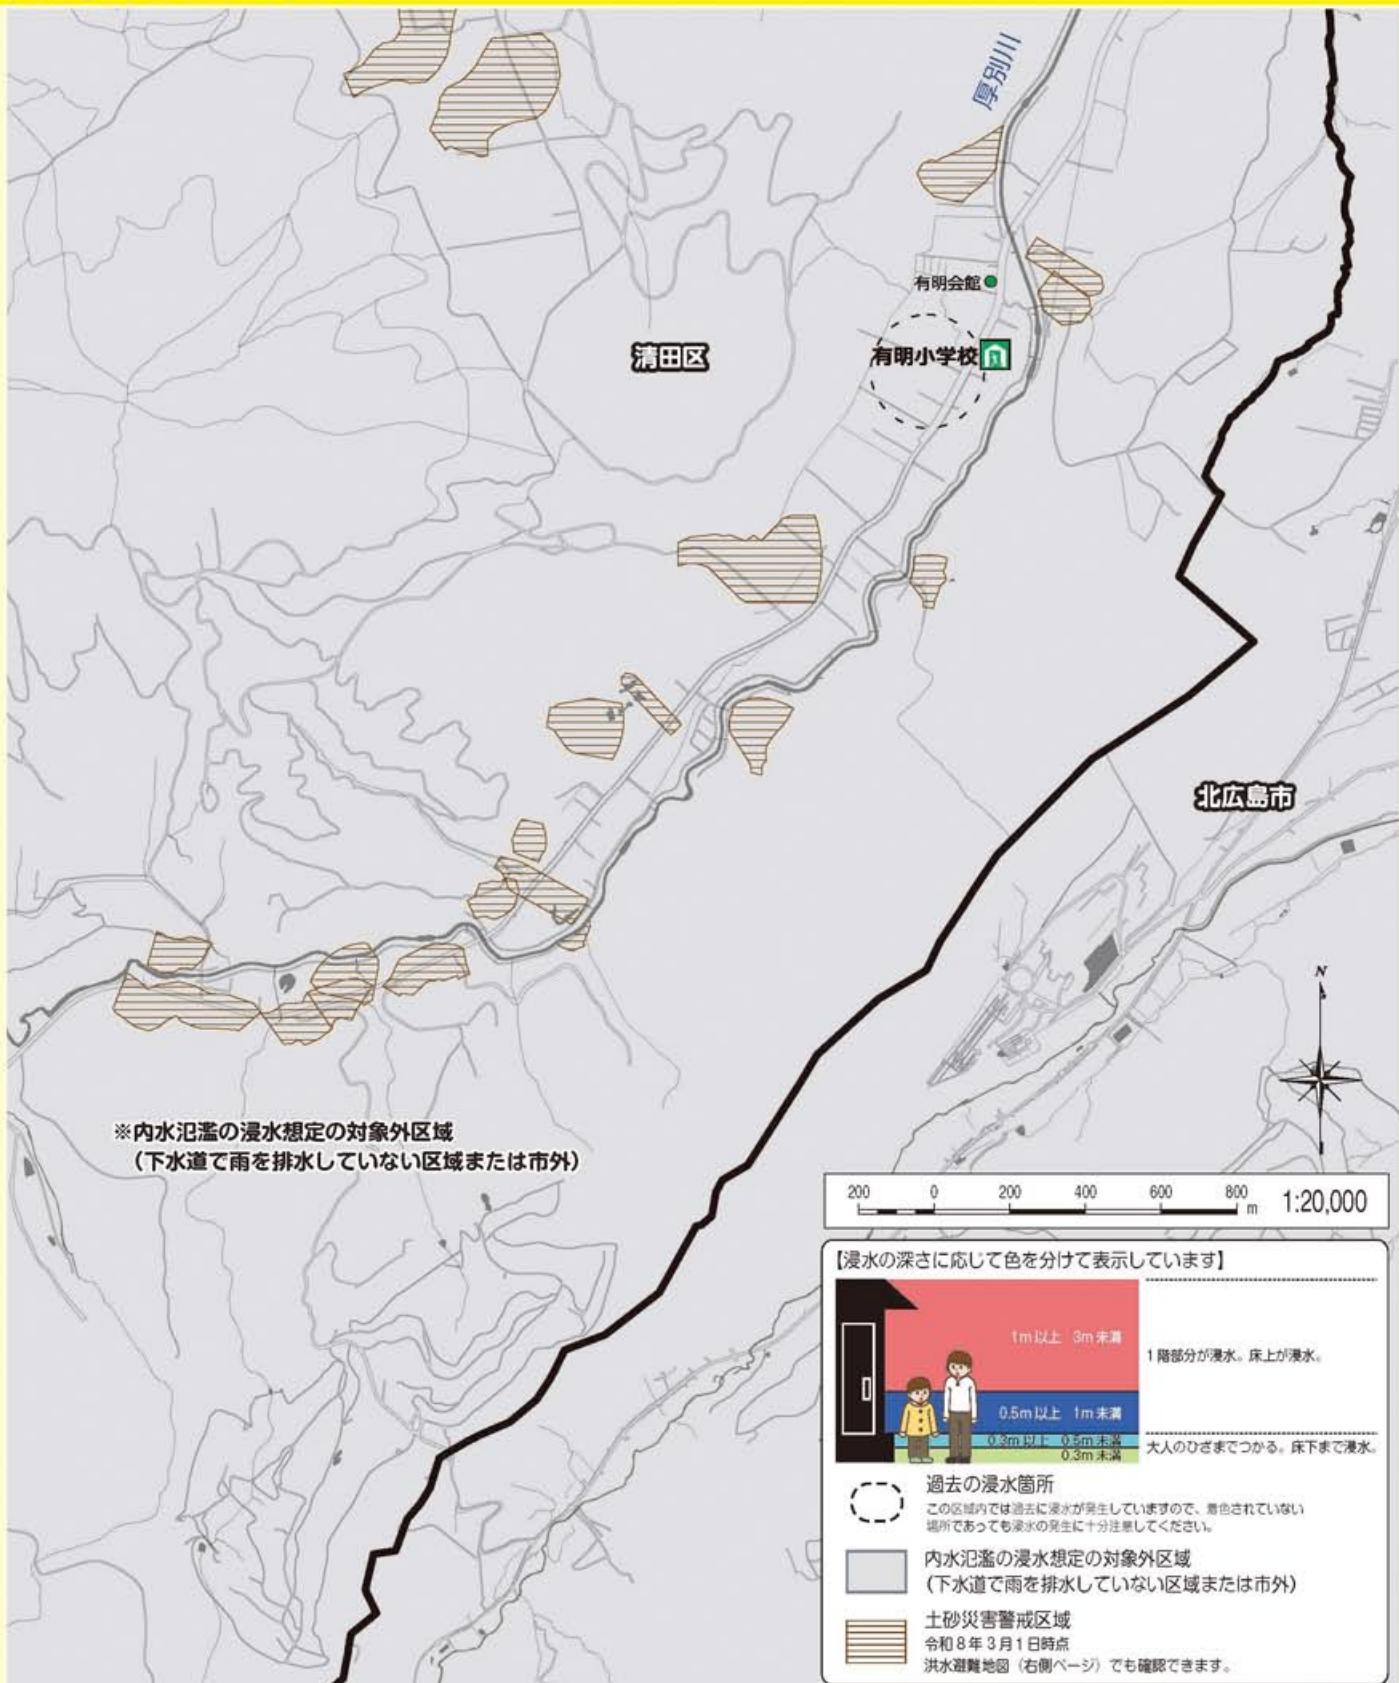 厚別川
有明会館
有明小学校
清田区
北広島市
N
※内水氾濫の浸水想定の対象外区域
（下水道で雨を排水していない区域または市外）
200 0 200 400 600 800 m 1:20,000
【浸水の深さに応じて色を分けて表示しています】
1m以上 3m未満
1階部分が浸水。床上が浸水。
0.5m以上 1m未満
0.3m以上 0.5m未満
0.3m未満
大人のひざまでつかる。床下まで浸水。
過去の浸水箇所
この区域内では過去に浸水が発生していますので、着色されていない
場所であっても浸水の発生に十分注意してください。
内水氾濫の浸水想定の対象外区域
（下水道で雨を排水していない区域または市外）
土砂災害警戒区域
令和8年3月1日時点
洪水避難地図（右側ページ）でも確認できます。